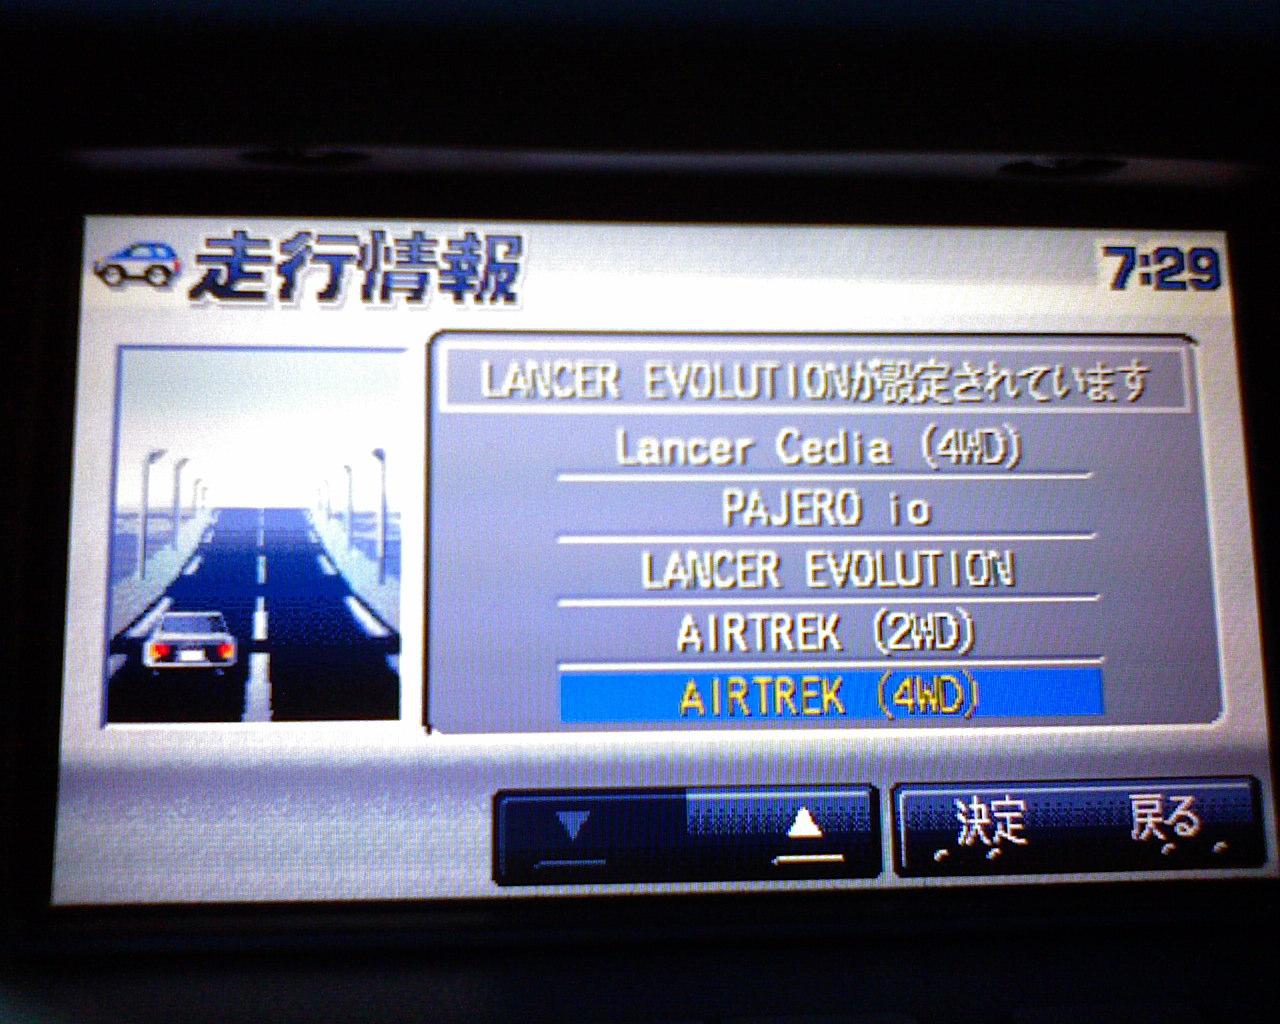 走行情報
7:29
LANCER EVOLUTIONが設定されています
Lancer Cedia (4WD)
PAJERO io
LANCER EVOLUTION
AIRTREK (2WD)
AIRTREK (4WD)
▼ ▲ 決定 戻る